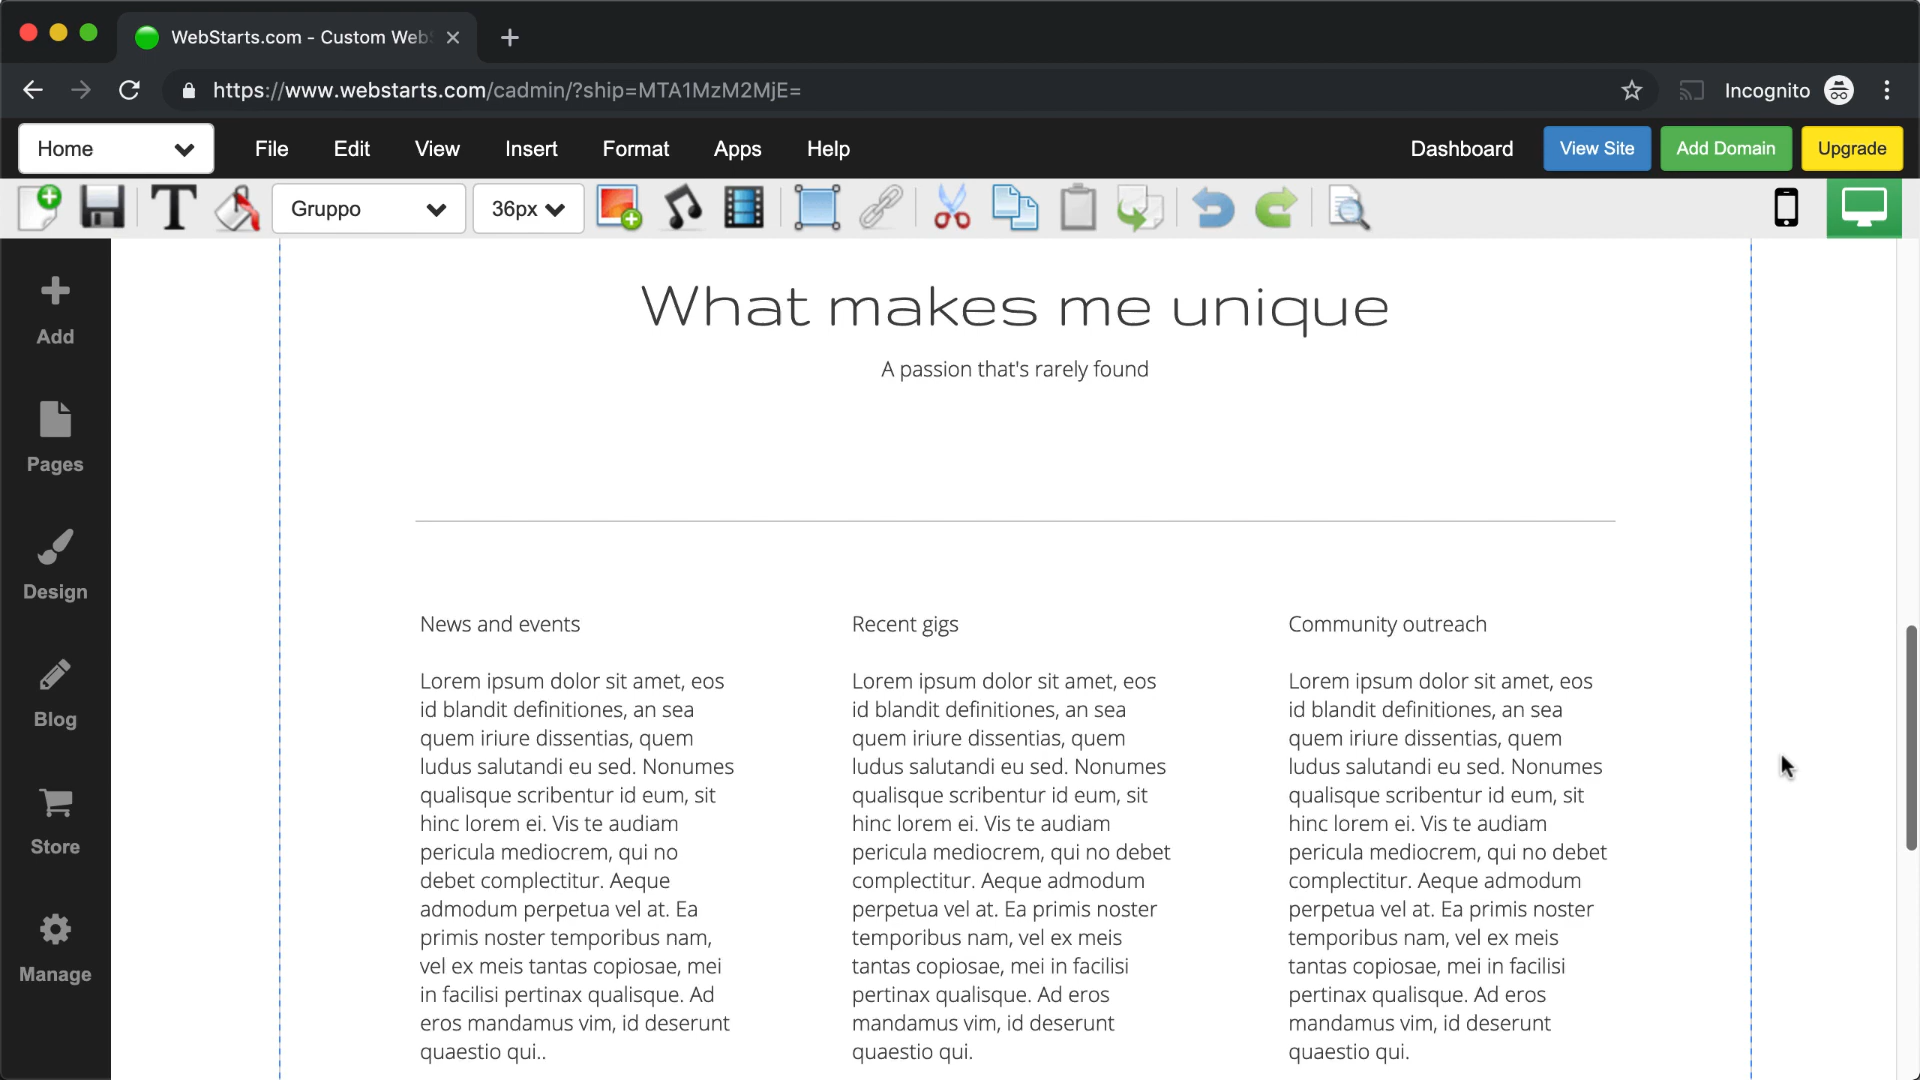 WebStarts.com - Custom Web
https://www.webstarts.com/cadmin/?ship=MTA1MzM2MjE=
Incognito
Home
File
Edit
View
Insert
Format
Apps
Help
Dashboard
View Site
Add Domain
Upgrade
Gruppo
36px
Add
Pages
Design
Blog
Store
Manage
What makes me unique
A passion that's rarely found
News and events
Lorem ipsum dolor sit amet, eos
id blandit definitiones, an sea
quem iriure dissentias, quem
ludus salutandi eu sed. Nonumes
qualisque scribentur id eum, sit
hinc lorem ei. Vis te audiam
pericula mediocrem, qui no
debet complectitur. Aeque
admodum perpetua vel at. Ea
primis noster temporibus nam,
vel ex meis tantas copiosae, mei
in facilisi pertinax qualisque. Ad
eros mandamus vim, id deserunt
quaestio qui..
Recent gigs
Lorem ipsum dolor sit amet, eos
id blandit definitiones, an sea
quem iriure dissentias, quem
ludus salutandi eu sed. Nonumes
qualisque scribentur id eum, sit
hinc lorem ei. Vis te audiam
pericula mediocrem, qui no debet
complectitur. Aeque admodum
perpetua vel at. Ea primis noster
temporibus nam, vel ex meis
tantas copiosae, mei in facilisi
pertinax qualisque. Ad eros
mandamus vim, id deserunt
quaestio qui.
Community outreach
Lorem ipsum dolor sit amet, eos
id blandit definitiones, an sea
quem iriure dissentias, quem
ludus salutandi eu sed. Nonumes
qualisque scribentur id eum, sit
hinc lorem ei. Vis te audiam
pericula mediocrem, qui no debet
complectitur. Aeque admodum
perpetua vel at. Ea primis noster
temporibus nam, vel ex meis
tantas copiosae, mei in facilisi
pertinax qualisque. Ad eros
mandamus vim, id deserunt
quaestio qui.